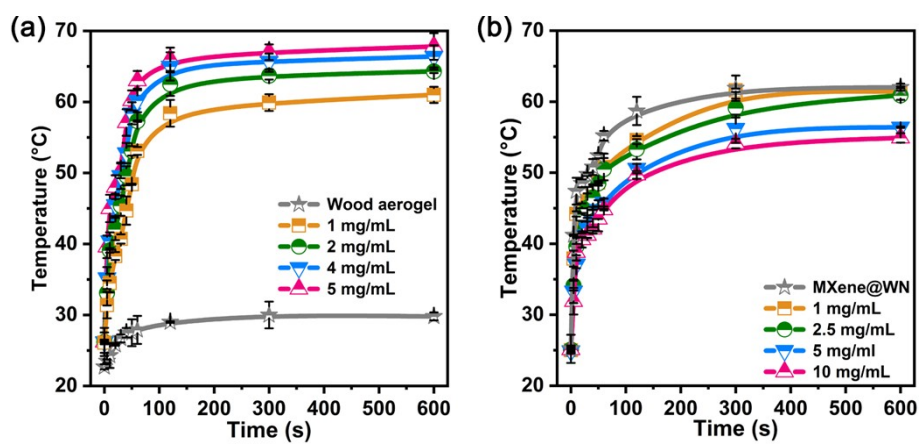 (a)
Temperature (°C)
70
60
50
40
30
20
Wood aerogel
1 mg/mL
2 mg/mL
4 mg/mL
5 mg/mL
0 100 200 300 400 500 600
Time (s)
(b)
Temperature (°C)
70
60
50
40
30
20
MXene@WN
1 mg/mL
2.5 mg/mL
5 mg/ml
10 mg/mL
0 100 200 300 400 500 600
Time (s)